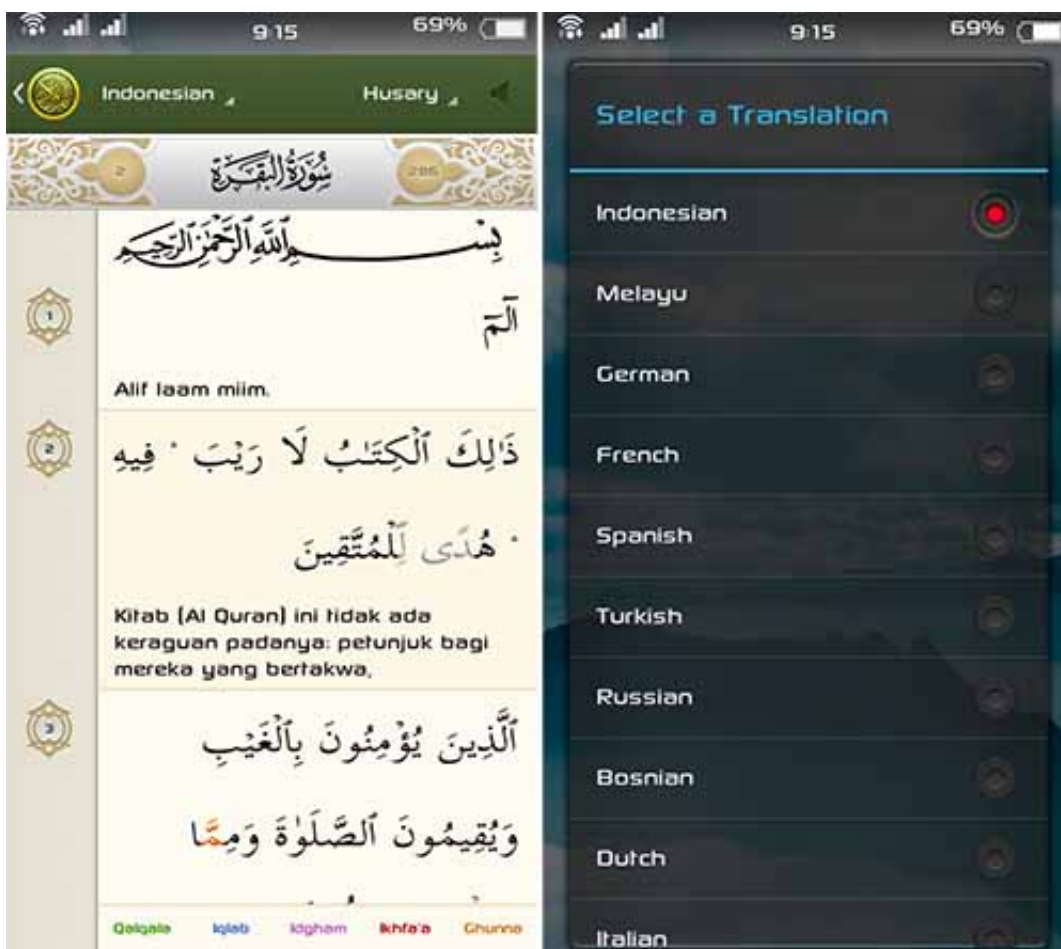 9:15
69%
Indonesian
Husary
2
سُورَةُ البَقَـرَةِ
286
بِسْــــمِ ٱللَّهِ ٱلرَّحْمَٰنِ ٱلرَّحِيمِ
1
الٓمٓ
Alif laam miim.
2
ذَٰلِكَ ٱلْكِتَـٰبُ لَا رَيْبَ ۛ فِيهِ
ۛ هُدًى لِّلْمُتَّقِينَ
Kitab (Al Quran) ini tidak ada
keraguan padanya: petunjuk bagi
mereka yang bertakwa,
3
ٱلَّذِينَ يُؤْمِنُونَ بِٱلْغَيْبِ
وَيُقِيمُونَ ٱلصَّلَوٰةَ وَمِمَّا
Qalqala Iqlab Idgham Ikhfa'a Ghunna
9:15
69%
Select a Translation
Indonesian
Melayu
German
French
Spanish
Turkish
Russian
Bosnian
Dutch
Italian